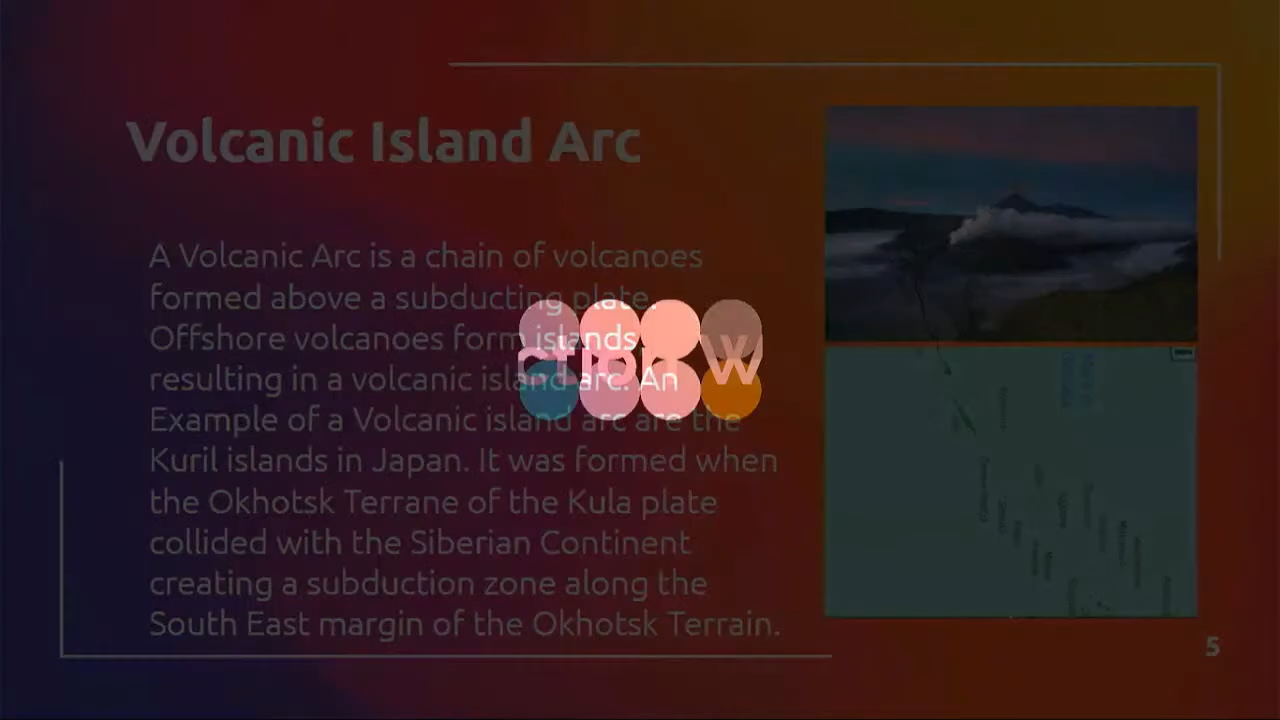 Volcanic Island Arc
A Volcanic Arc is a chain of volcanoes
formed above a subducting plate.
Offshore volcanoes form islands
resulting in a volcanic island arc. An
Example of a Volcanic island arc are the
Kuril islands in Japan. It was formed when
the Okhotsk Terrane of the Kula plate
collided with the Siberian Continent
creating a subduction zone along the
South East margin of the Okhotsk Terrain.
5